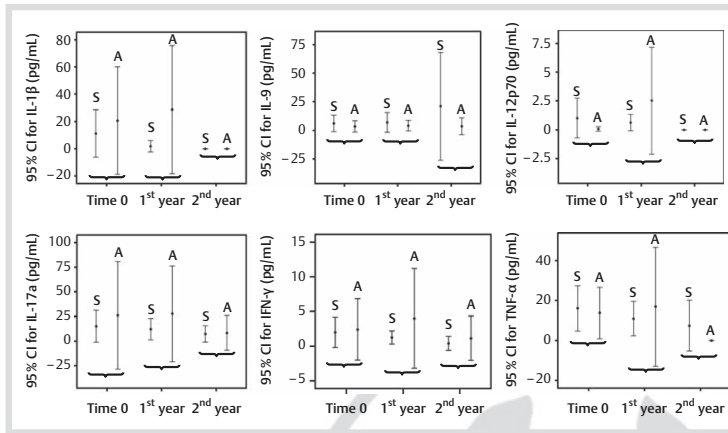 95% CI for IL-1β (pg/mL)
80
60
40
20
0
−20
S A S A S A
Time 0 1st year 2nd year
95% CI for IL-9 (pg/mL)
75
50
25
0
−25
S A S A S A
Time 0 1st year 2nd year
95% CI for IL-12p70 (pg/mL)
7.5
5
2.5
0
−2.5
S A S A S A
Time 0 1st year 2nd year
95% CI for IL-17a (pg/mL)
100
75
50
25
0
−25
S A S A S A
Time 0 1st year 2nd year
95% CI for IFN-γ (pg/mL)
15
10
5
0
−5
S A S A S A
Time 0 1st year 2nd year
95% CI for TNF-α (pg/mL)
40
20
0
−20
S A S A S A
Time 0 1st year 2nd year